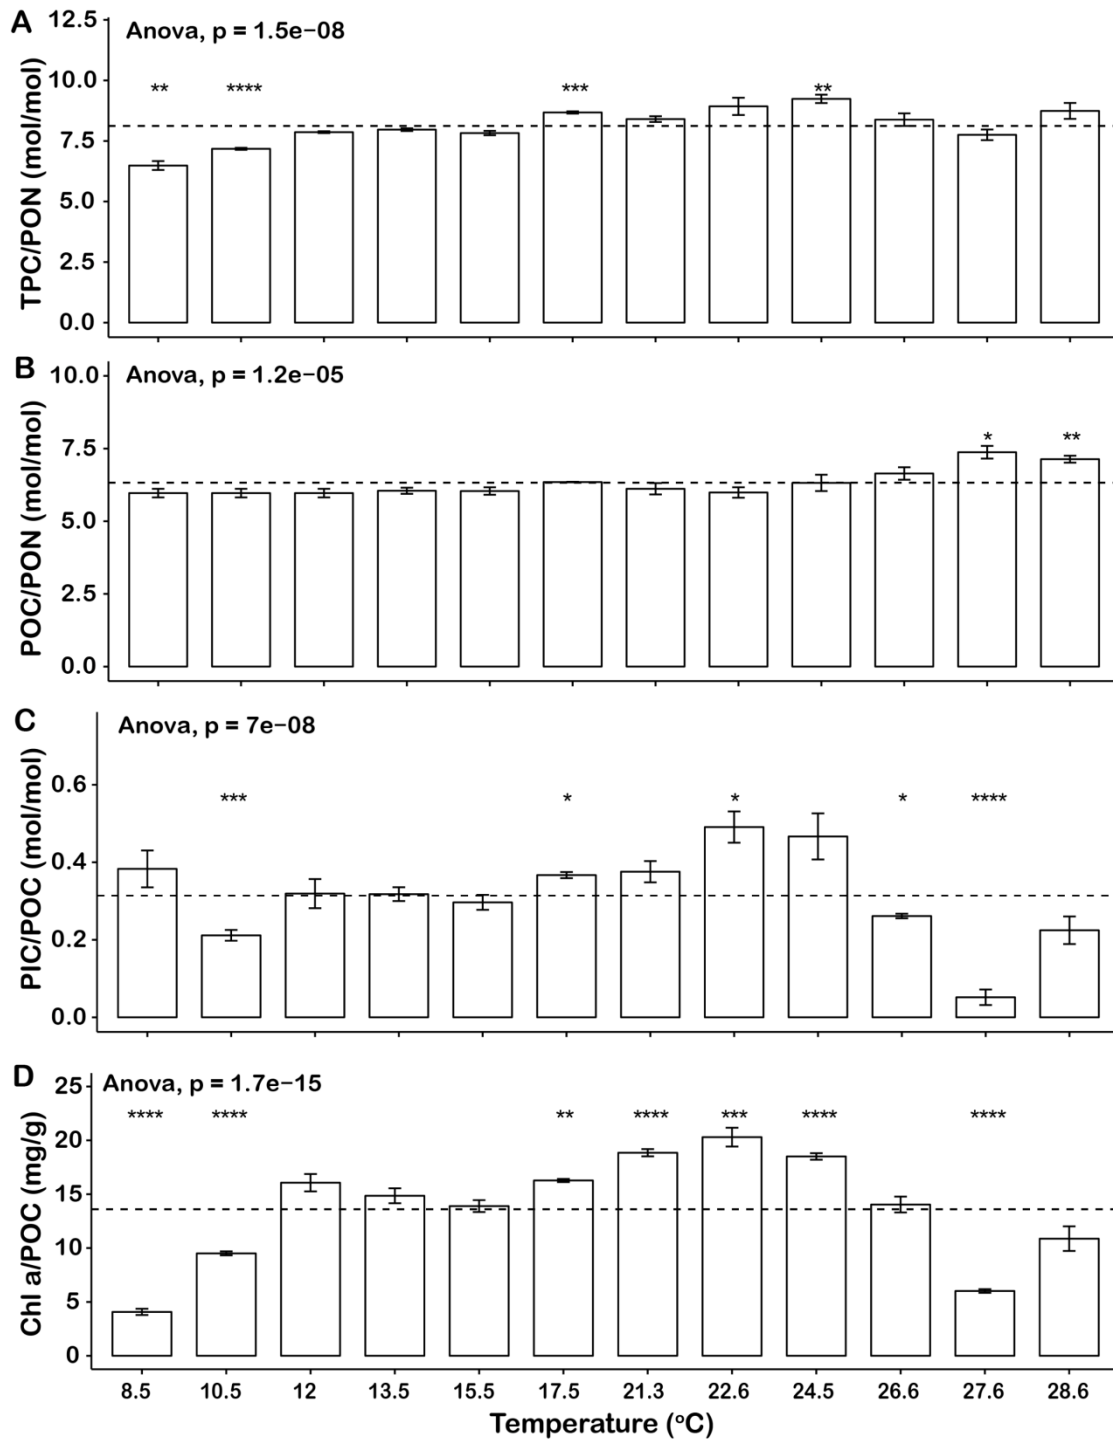 A
Anova, p = 1.5e−08
TPC/PON (mol/mol)
12.5
10.0
7.5
5.0
2.5
0.0
** **** *** **
B
Anova, p = 1.2e−05
POC/PON (mol/mol)
10.0
7.5
5.0
2.5
0.0
* **
C
Anova, p = 7e−08
PIC/POC (mol/mol)
0.6
0.4
0.2
0.0
*** * * * ****
D
Anova, p = 1.7e−15
Chl a/POC (mg/g)
25
20
15
10
5
0
**** **** ** **** *** **** ****
8.5 10.5 12 13.5 15.5 17.5 21.3 22.6 24.5 26.6 27.6 28.6
Temperature (°C)